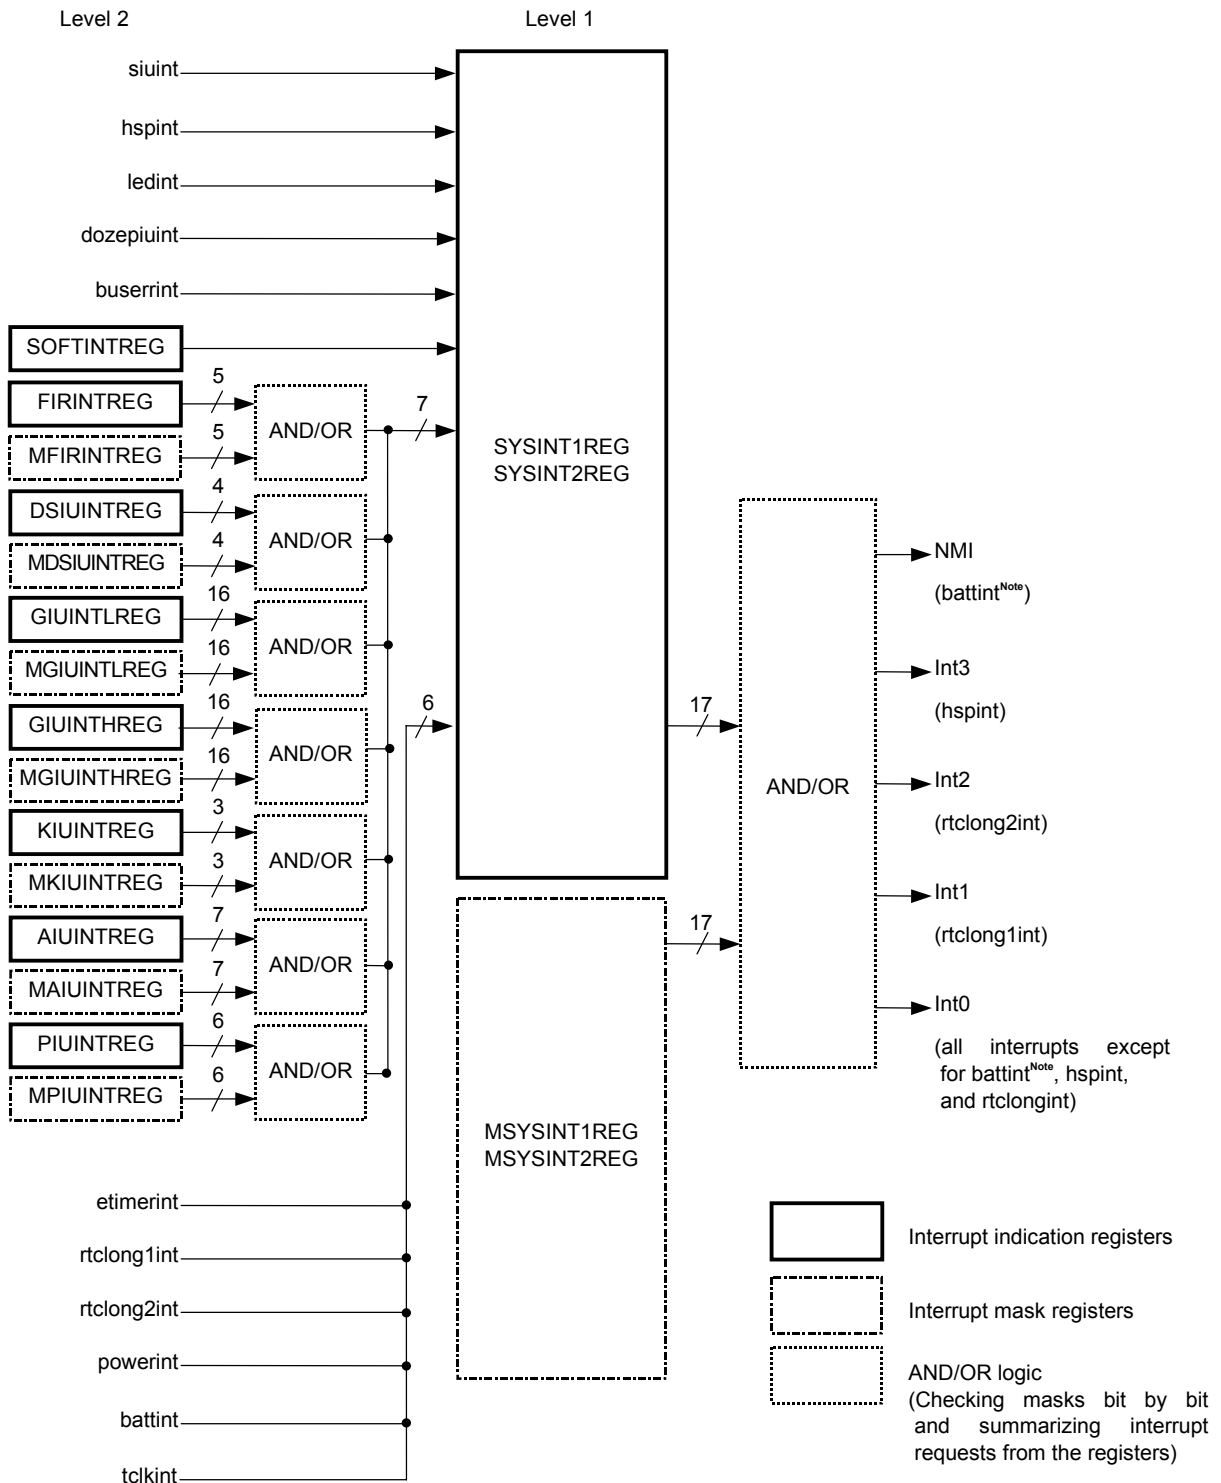 Level 2
Level 1
siuint
hspint
ledint
dozepiuint
buserrint
SOFTINTREG
FIRINTREG
5
MFIRINTREG
5
AND/OR
7
DSIUINTREG
4
MDSIUINTREG
4
AND/OR
GIUINTLREG
16
MGIUINTLREG
16
AND/OR
GIUINTHREG
16
MGIUINTHREG
16
AND/OR
KIUINTREG
3
MKIUINTREG
3
AND/OR
AIUINTREG
7
MAIUINTREG
7
AND/OR
PIUINTREG
6
MPIUINTREG
6
AND/OR
etimerint
rtclong1int
rtclong2int
powerint
battint
tclkint
6
SYSINT1REG
SYSINT2REG
17
MSYSINT1REG
MSYSINT2REG
17
AND/OR
NMI
(battintNote)
Int3
(hspint)
Int2
(rtclong2int)
Int1
(rtclong1int)
Int0
(all interrupts except
for battintNote, hspint,
and rtclongint)
Interrupt indication registers
Interrupt mask registers
AND/OR logic
(Checking masks bit by bit
and summarizing interrupt
requests from the registers)